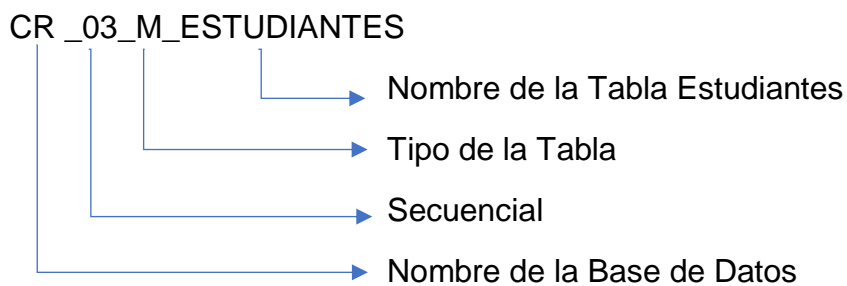 CR _03_M_ESTUDIANTES
Nombre de la Tabla Estudiantes
Tipo de la Tabla
Secuencial
Nombre de la Base de Datos